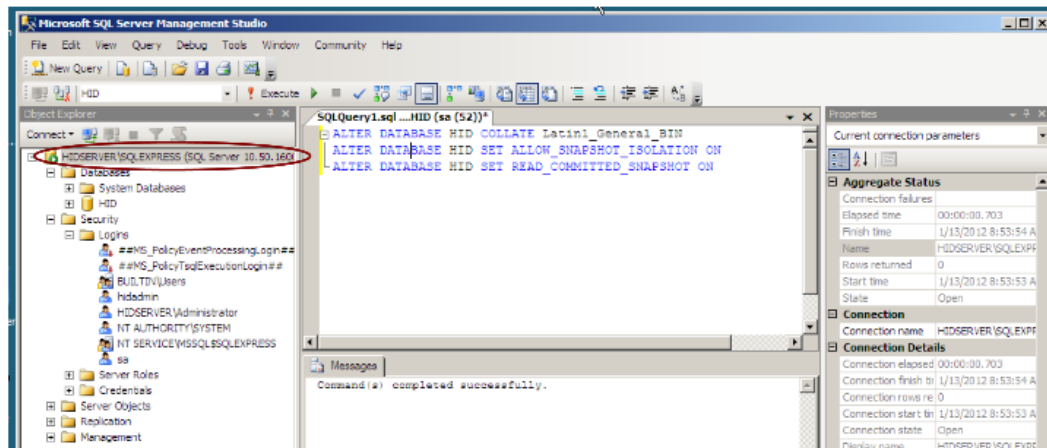 Microsoft SQL Server Management Studio
File Edit View Query Debug Tools Window Community Help
New Query
HID Execute
Object Explorer
Connect
HIDSERVER\SQLEXPRESS (SQL Server 10.50.160
Databases
System Databases
HID
Security
Logins
##MS_PolicyEventProcessingLogin##
##MS_PolicyTsqlExecutionLogin##
BUILTIN\Users
hidadmin
HIDSERVER\Administrator
NT AUTHORITY\SYSTEM
NT SERVICE\MSSQL$SQLEXPRESS
sa
Server Roles
Credentials
Server Objects
Replication
Management
SQLQuery1.sql ....HID (sa (52))*
ALTER DATABASE HID COLLATE Latin1_General_BIN
ALTER DATABASE HID SET ALLOW_SNAPSHOT_ISOLATION ON
ALTER DATABASE HID SET READ_COMMITTED_SNAPSHOT ON
Messages
Command(s) completed successfully.
Properties
Current connection parameters
Aggregate Status
Connection failures
Elapsed time 00:00:00.703
Finish time 1/13/2012 8:53:54 A
Name HIDSERVER\SQLEXPR
Rows returned 0
Start time 1/13/2012 8:53:53 A
State Open
Connection
Connection name HIDSERVER\SQLEXPR
Connection Details
Connection elapsed 00:00:00.703
Connection finish tir 1/13/2012 8:53:54 A
Connection rows re 0
Connection start tin 1/13/2012 8:53:53 A
Connection state Open
Display name HIDSERVER\SQLEXPR